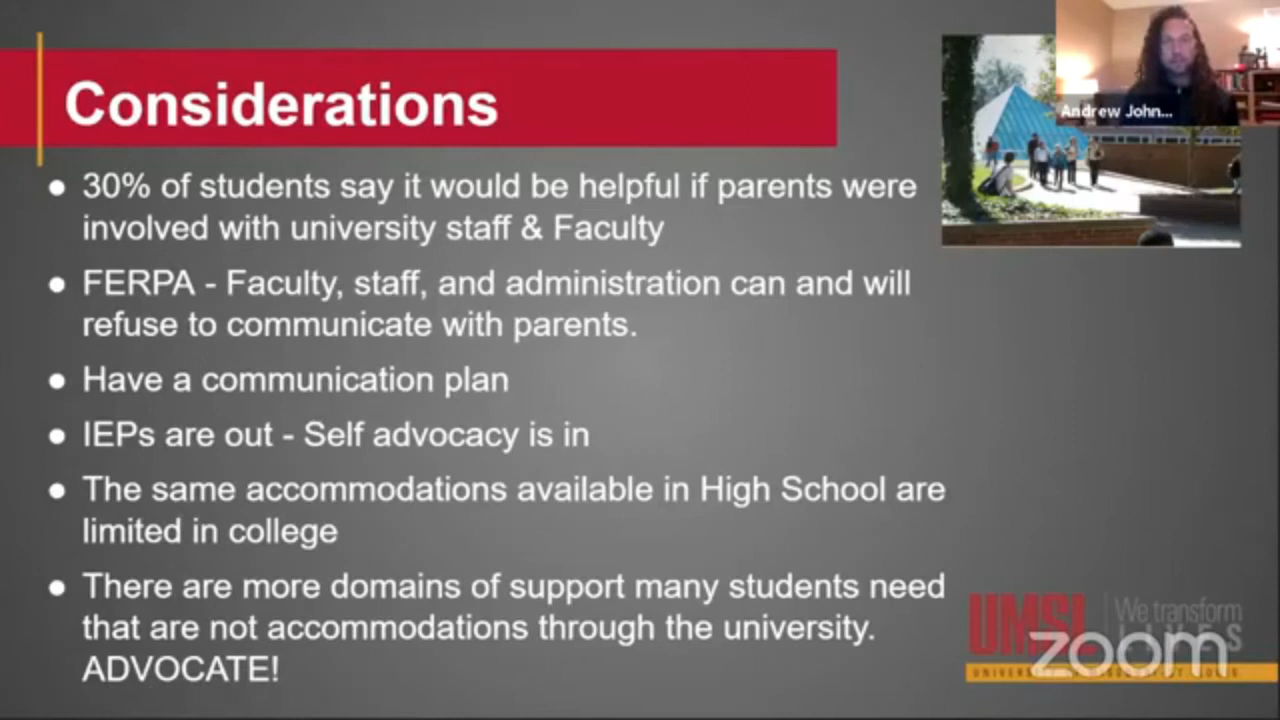 Considerations
Andrew John...
● 30% of students say it would be helpful if parents were
involved with university staff & Faculty
● FERPA - Faculty, staff, and administration can and will
refuse to communicate with parents.
● Have a communication plan
● IEPs are out - Self advocacy is in
● The same accommodations available in High School are
limited in college
● There are more domains of support many students need
that are not accommodations through the university.
ADVOCATE!
UMSL
We transform
zoom